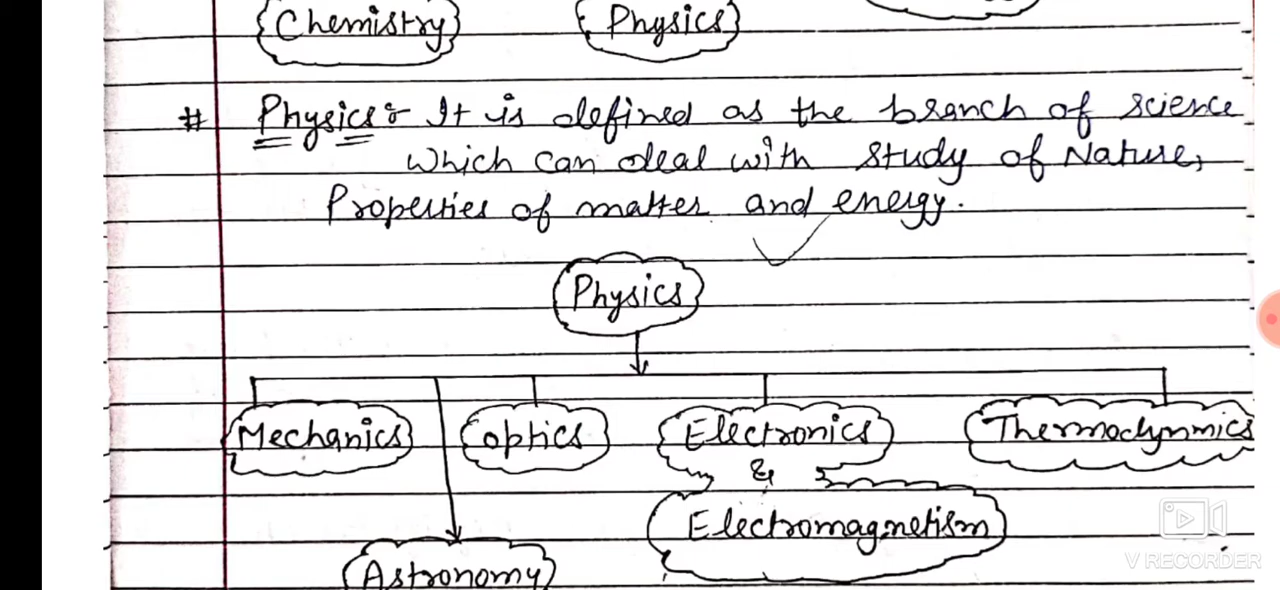 Chemistry Physics
# Physics :- It is defined as the branch of science
which can deal with study of Nature,
Properties of matter and energy.
Physics
Mechanics optics Electronics Thermodynmics
&
Electromagnetism
Astronomy
V RECORDER